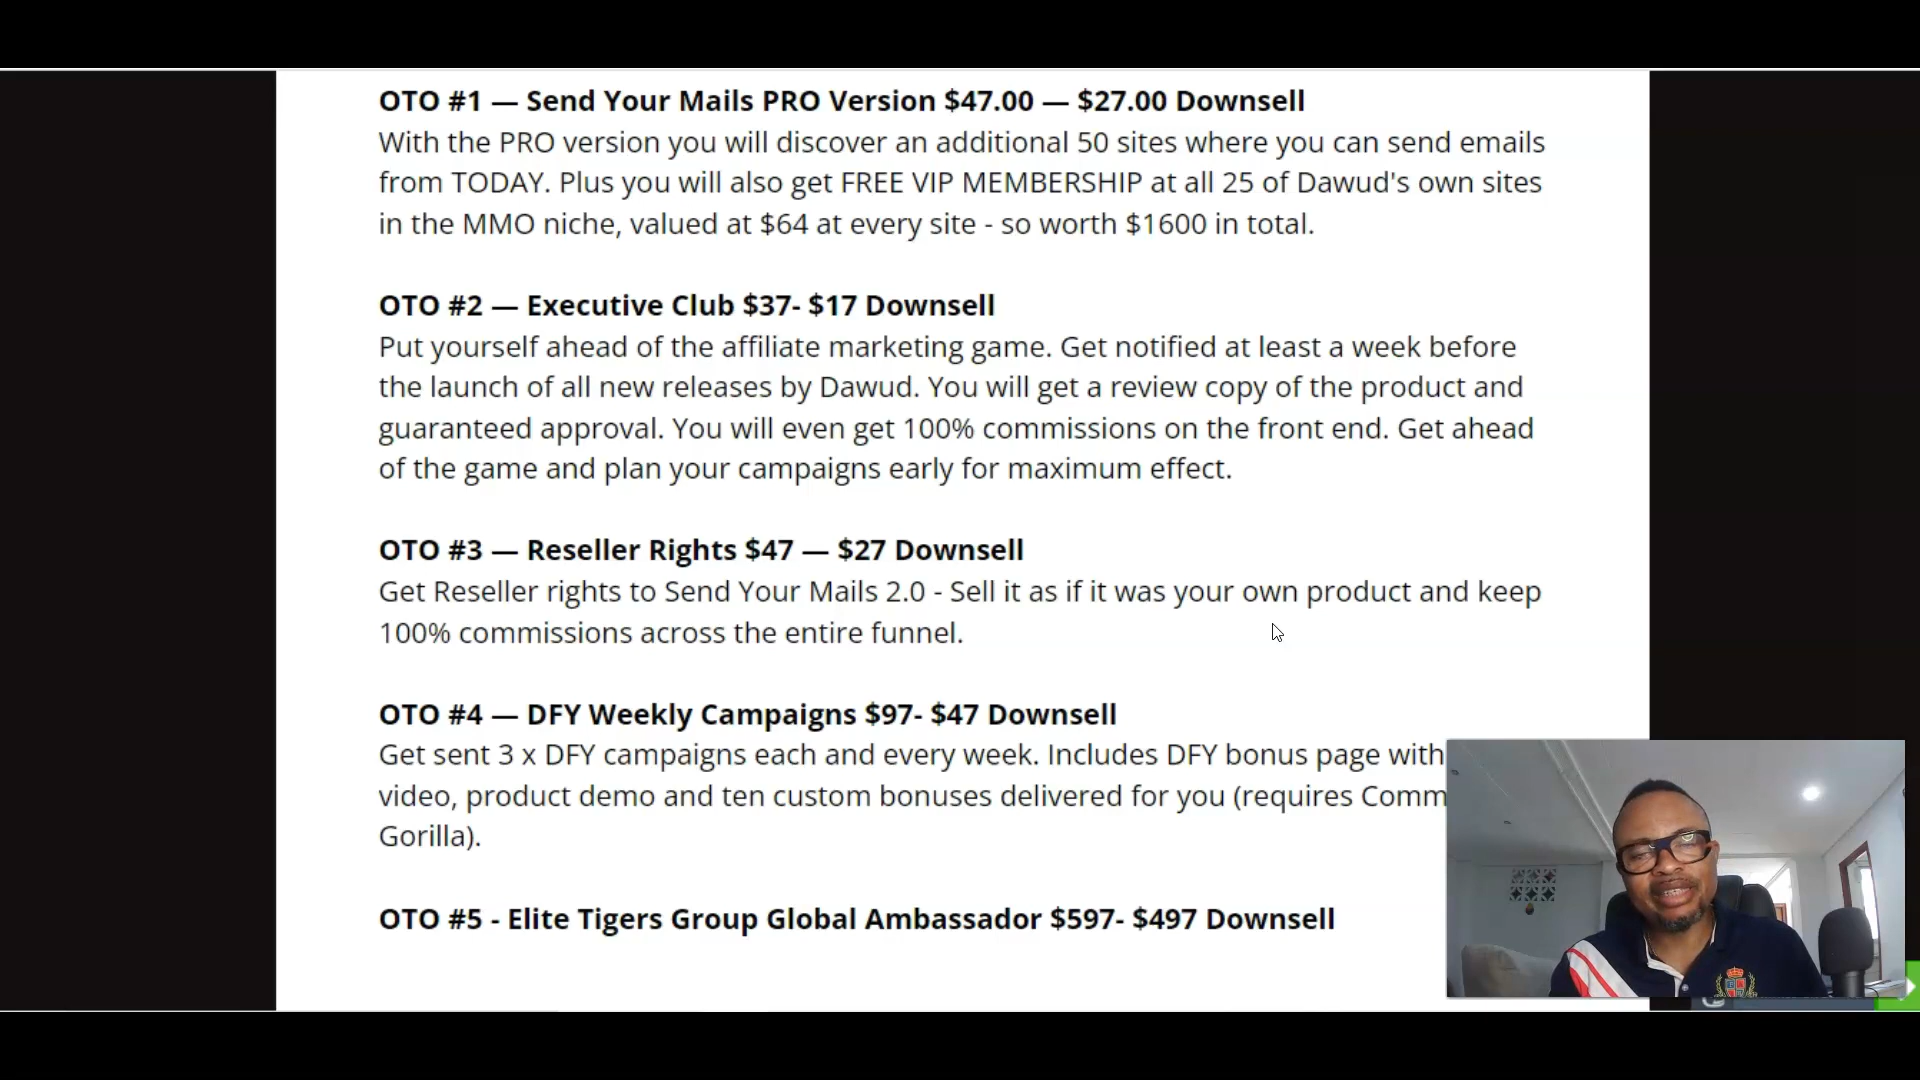 OTO #1 — Send Your Mails PRO Version $47.00 — $27.00 Downsell
With the PRO version you will discover an additional 50 sites where you can send emails
from TODAY. Plus you will also get FREE VIP MEMBERSHIP at all 25 of Dawud's own sites
in the MMO niche, valued at $64 at every site - so worth $1600 in total.
OTO #2 — Executive Club $37- $17 Downsell
Put yourself ahead of the affiliate marketing game. Get notified at least a week before
the launch of all new releases by Dawud. You will get a review copy of the product and
guaranteed approval. You will even get 100% commissions on the front end. Get ahead
of the game and plan your campaigns early for maximum effect.
OTO #3 — Reseller Rights $47 — $27 Downsell
Get Reseller rights to Send Your Mails 2.0 - Sell it as if it was your own product and keep
100% commissions across the entire funnel.
OTO #4 — DFY Weekly Campaigns $97- $47 Downsell
Get sent 3 x DFY campaigns each and every week. Includes DFY bonus page with
video, product demo and ten custom bonuses delivered for you (requires Comm
Gorilla).
OTO #5 - Elite Tigers Group Global Ambassador $597- $497 Downsell